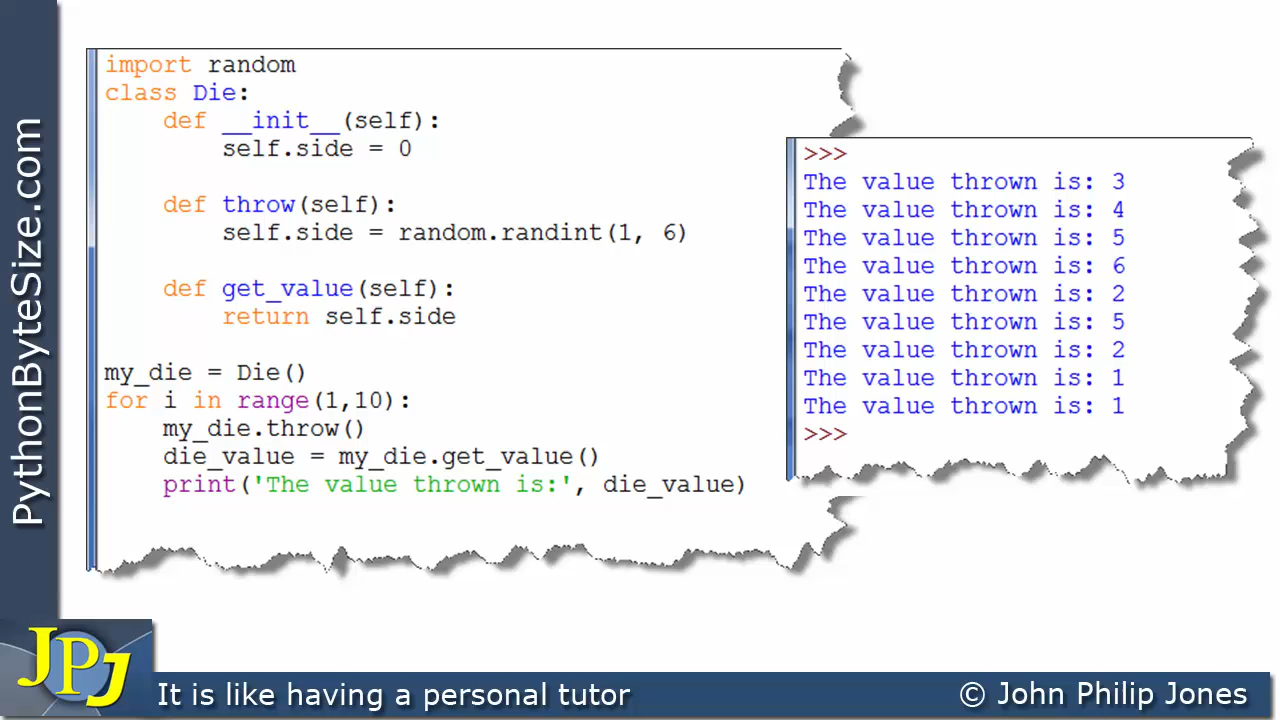 PythonByteSize.com
import random
class Die:
    def __init__(self):
        self.side = 0
    def throw(self):
        self.side = random.randint(1, 6)
    def get_value(self):
        return self.side
my_die = Die()
for i in range(1,10):
    my_die.throw()
    die_value = my_die.get_value()
    print('The value thrown is:', die_value)
>>>
The value thrown is: 3
The value thrown is: 4
The value thrown is: 5
The value thrown is: 6
The value thrown is: 2
The value thrown is: 5
The value thrown is: 2
The value thrown is: 1
The value thrown is: 1
>>>
JPJ
It is like having a personal tutor
© John Philip Jones